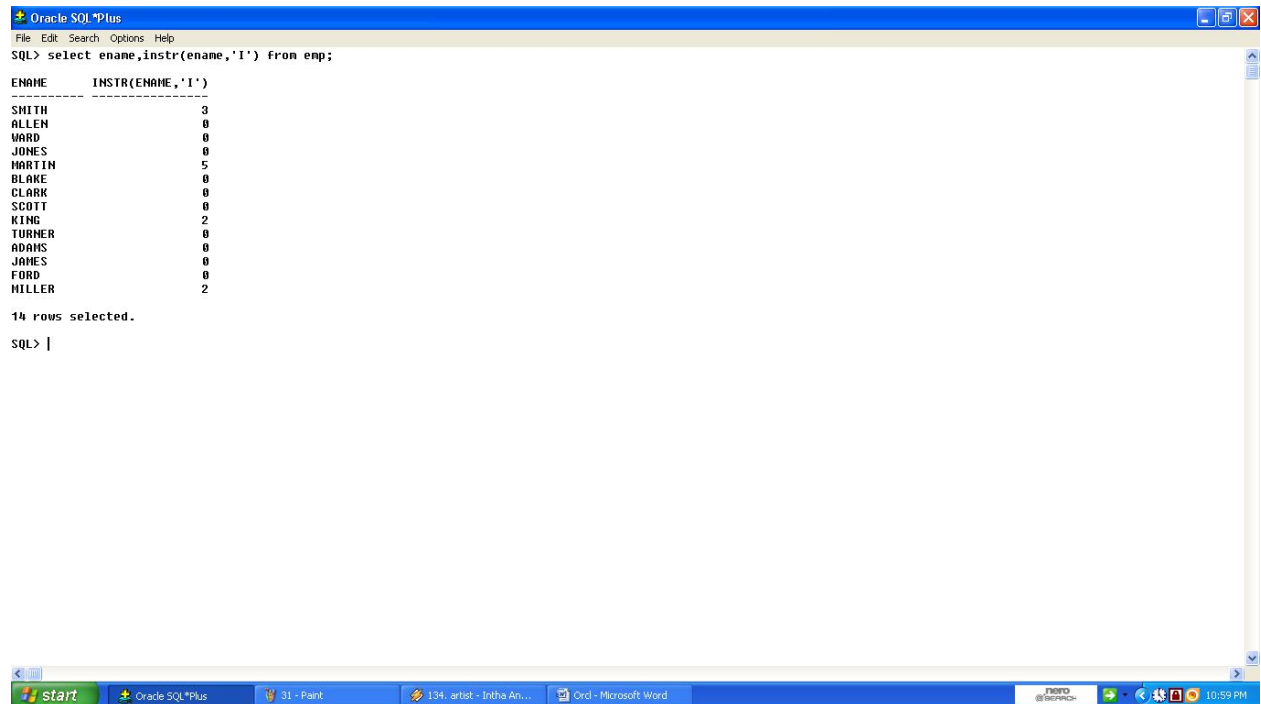 Oracle SQL*Plus
File Edit Search Options Help
SQL> select ename,instr(ename,'I') from emp;
ENAME INSTR(ENAME,'I')
---------- ----------------
SMITH 3
ALLEN 0
WARD 0
JONES 0
MARTIN 5
BLAKE 0
CLARK 0
SCOTT 0
KING 2
TURNER 0
ADAMS 0
JAMES 0
FORD 0
MILLER 2
14 rows selected.
SQL>
start Oracle SQL*Plus 31 - Paint 134. artist - Intha An... Orcl - Microsoft Word nero SEARCH 10:59 PM